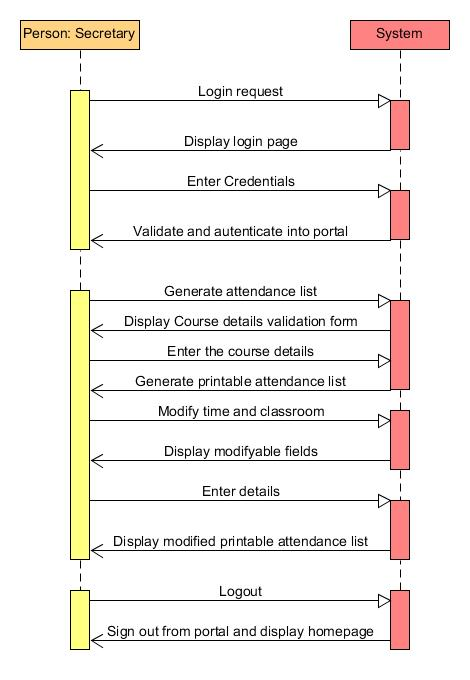 Person: Secretary
System
Login request
Display login page
Enter Credentials
Validate and autenticate into portal
Generate attendance list
Display Course details validation form
Enter the course details
Generate printable attendance list
Modify time and classroom
Display modifyable fields
Enter details
Display modified printable attendance list
Logout
Sign out from portal and display homepage